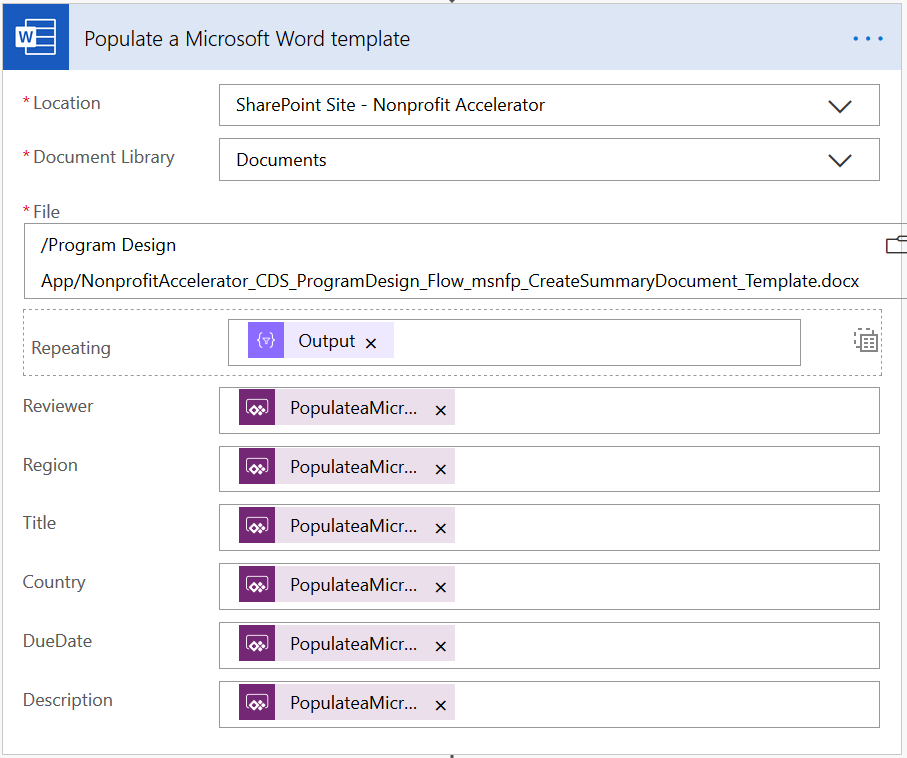 Populate a Microsoft Word template
* Location
SharePoint Site - Nonprofit Accelerator
* Document Library
Documents
* File
/Program Design
App/NonprofitAccelerator_CDS_ProgramDesign_Flow_msnfp_CreateSummaryDocument_Template.docx
Repeating
Output
Reviewer
PopulateaMicr...
Region
PopulateaMicr...
Title
PopulateaMicr...
Country
PopulateaMicr...
DueDate
PopulateaMicr...
Description
PopulateaMicr...